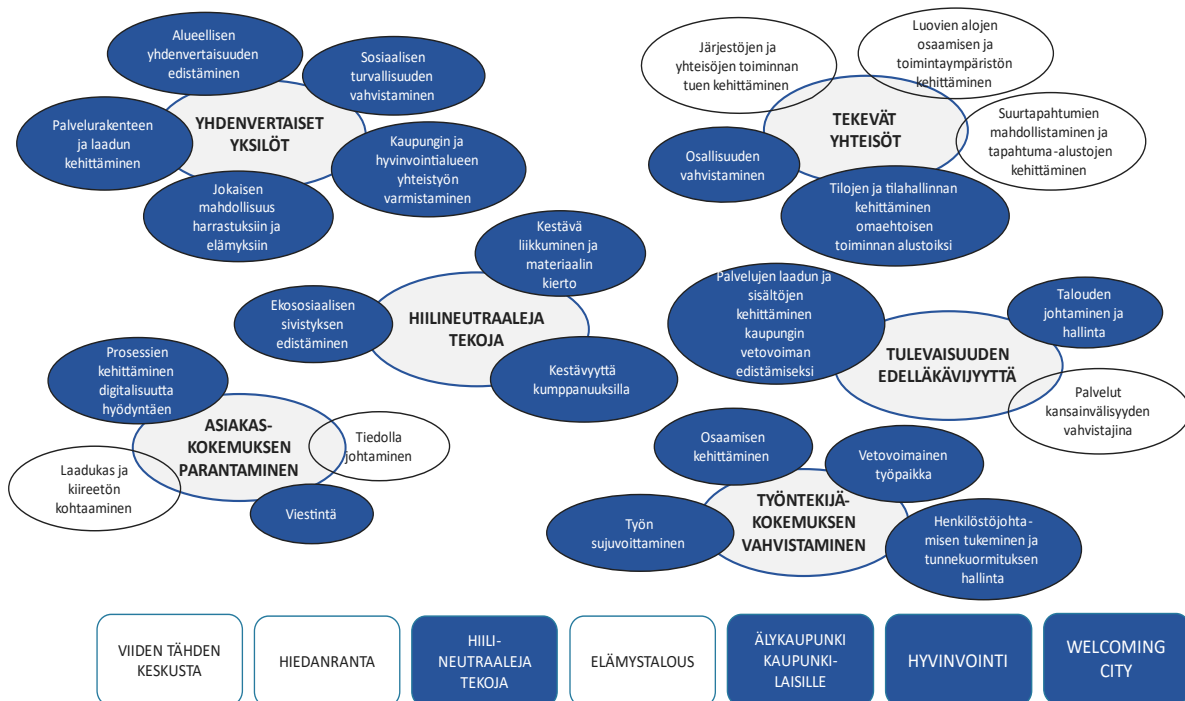 Alueellisen
yhdenvertaisuuden
edistäminen
Sosiaalisen
turvallisuuden
vahvistaminen
Palvelurakenteen
ja laadun
kehittäminen
YHDENVERTAISET
YKSILÖT
Kaupungin ja
hyvinvointialueen
yhteistyön
varmistaminen
Jokaisen
mahdollisuus
harrastuksiin ja
elämyksiin
Järjestöjen ja
yhteisöjen toiminnan
tuen kehittäminen
Luovien alojen
osaamisen ja
toimintaympäristön
kehittäminen
TEKEVÄT
YHTEISÖT
Suurtapahtumien
mahdollistaminen ja
tapahtuma-alustojen
kehittäminen
Osallisuuden
vahvistaminen
Tilojen ja tilahallinnan
kehittäminen
omaehtoisen
toiminnan alustoiksi
Kestävä
liikkuminen ja
materiaalin
kierto
Ekososiaalisen
sivistyksen
edistäminen
HIILINEUTRAALEJA
TEKOJA
Kestävyyttä
kumppanuuksilla
Palvelujen laadun ja
sisältöjen
kehittäminen
kaupungin
vetovoiman
edistämiseksi
Talouden
johtaminen ja
hallinta
TULEVAISUUDEN
EDELLÄKÄVIJYYTTÄ
Palvelut
kansainvälisyyden
vahvistajina
Prosessien
kehittäminen
digitalisuutta
hyödyntäen
ASIAKAS-
KOKEMUKSEN
PARANTAMINEN
Tiedolla
johtaminen
Laadukas ja
kiireetön
kohtaaminen
Viestintä
Osaamisen
kehittäminen
Vetovoimainen
työpaikka
TYÖNTEKIJÄ-
KOKEMUKSEN
VAHVISTAMINEN
Työn
sujuvoittaminen
Henkilöstöjohta-
misen tukeminen ja
tunnekuormituksen
hallinta
VIIDEN TÄHDEN
KESKUSTA
HIEDANRANTA
HIILI-
NEUTRAALEJA
TEKOJA
ELÄMYSTALOUS
ÄLYKAUPUNKI
KAUPUNKI-
LAISILLE
HYVINVOINTI
WELCOMING
CITY